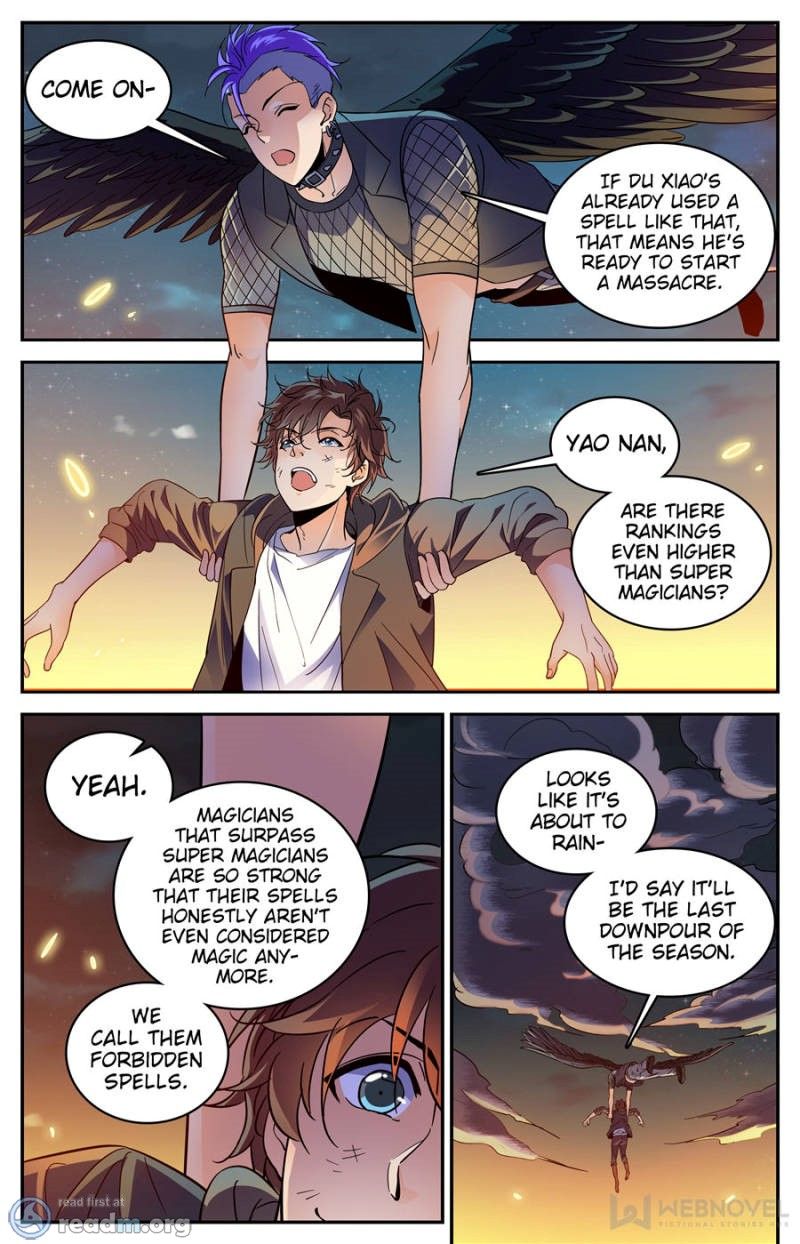 COME ON-
IF DU XIAO'S
ALREADY USED A
SPELL LIKE THAT,
THAT MEANS HE'S
READY TO START
A MASSACRE.
YAO NAN,
ARE THERE
RANKINGS
EVEN HIGHER
THAN SUPER
MAGICIANS?
YEAH.
MAGICIANS
THAT SURPASS
SUPER MAGICIANS
ARE SO STRONG
THAT THEIR SPELLS
HONESTLY AREN'T
EVEN CONSIDERED
MAGIC ANY-
MORE.
WE
CALL THEM
FORBIDDEN
SPELLS.
LOOKS
LIKE IT'S
ABOUT TO
RAIN-
I'D SAY IT'LL
BE THE LAST
DOWNPOUR OF
THE SEASON.
read first at
readm.org
WEBNOVEL
FICTIONAL STORIES HUB